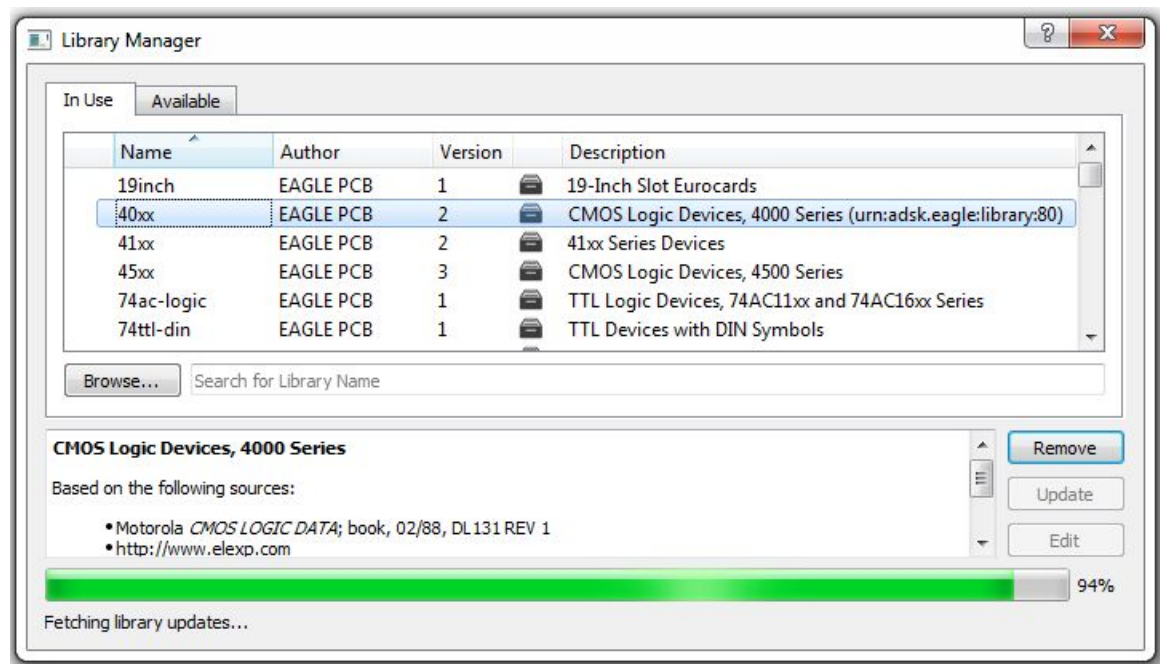 Library Manager
In Use Available
Name Author Version Description
19inch EAGLE PCB 1 19-Inch Slot Eurocards
40xx EAGLE PCB 2 CMOS Logic Devices, 4000 Series (urn:adsk.eagle:library:80)
41xx EAGLE PCB 2 41xx Series Devices
45xx EAGLE PCB 3 CMOS Logic Devices, 4500 Series
74ac-logic EAGLE PCB 1 TTL Logic Devices, 74AC11xx and 74AC16xx Series
74ttl-din EAGLE PCB 1 TTL Devices with DIN Symbols
Browse... Search for Library Name
CMOS Logic Devices, 4000 Series
Remove
Based on the following sources:
Update
•Motorola CMOS LOGIC DATA; book, 02/88, DL131 REV 1
•http://www.elexp.com
Edit
94%
Fetching library updates...